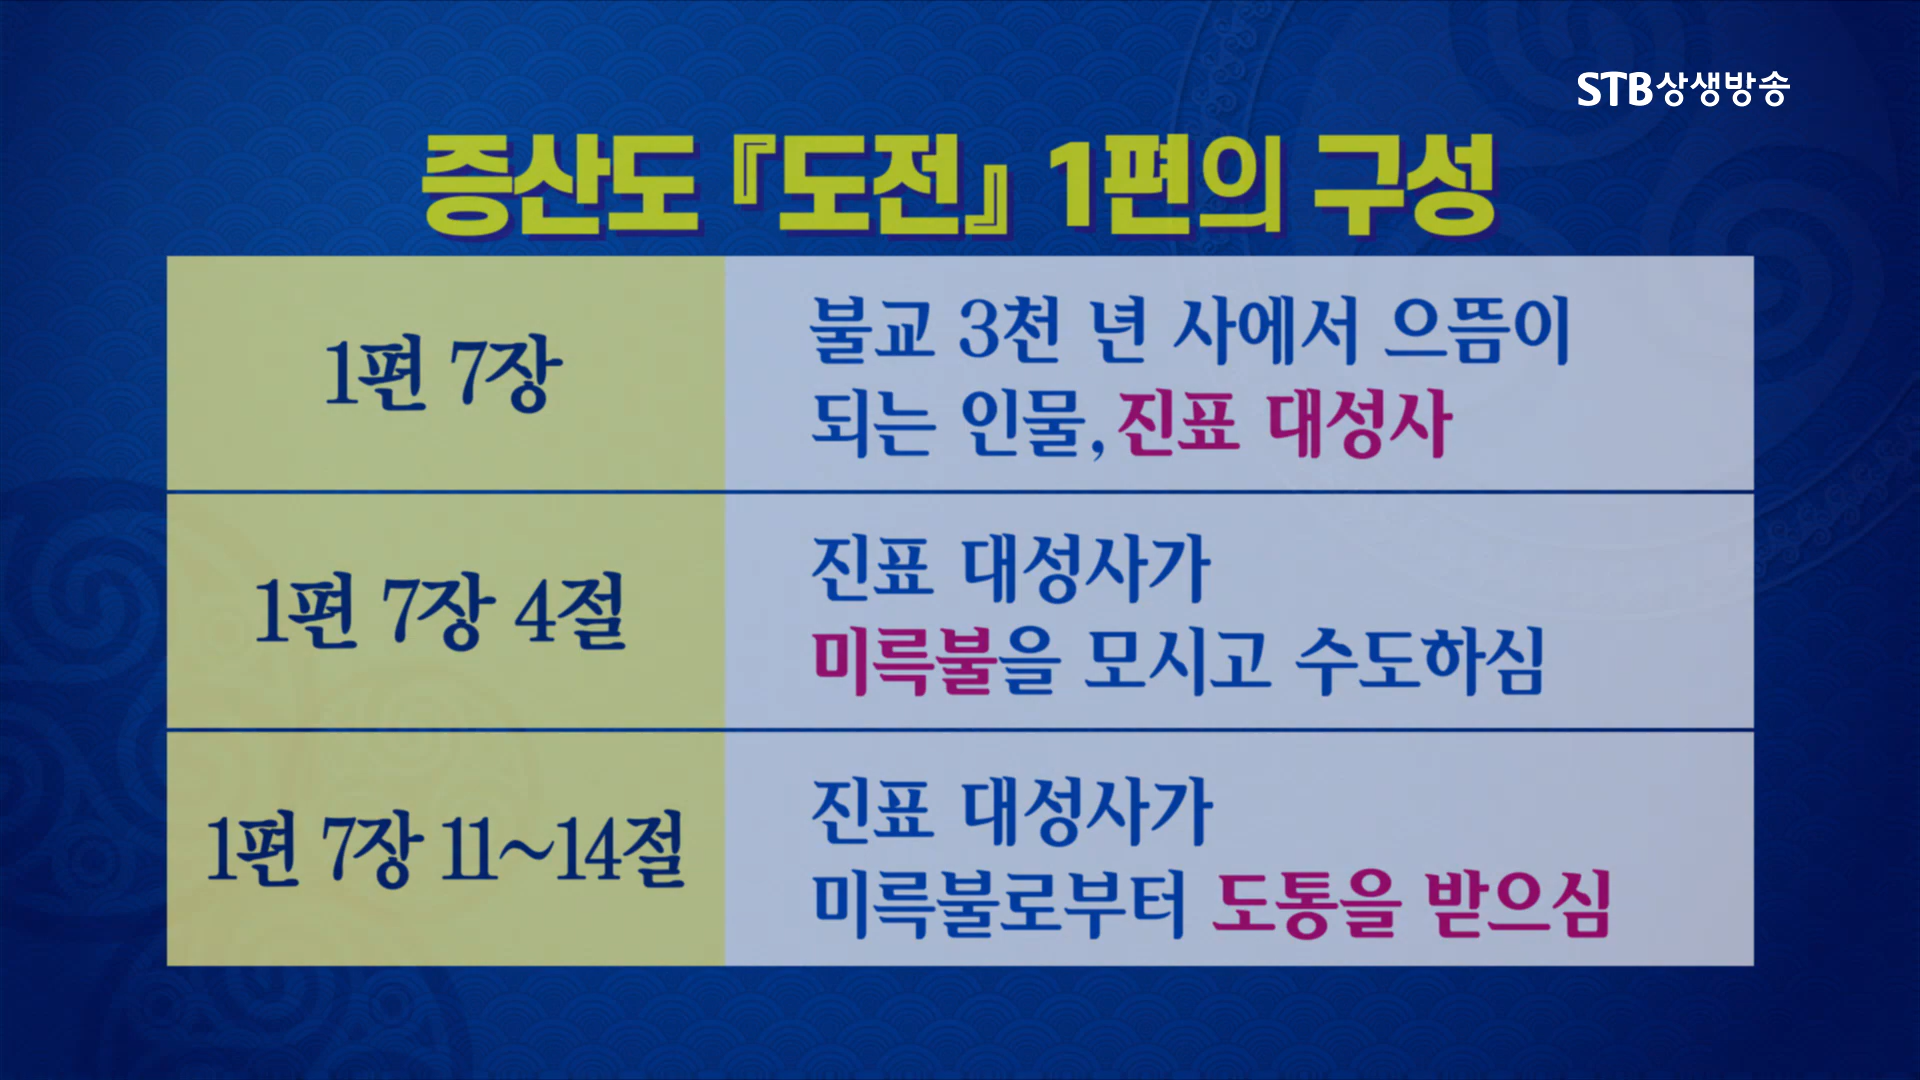 STB상생방송
증산도 『도전』 1편의 구성
1편 7장
불교 3천 년 사에서 으뜸이
되는 인물, 진표 대성사
1편 7장 4절
진표 대성사가
미륵불을 모시고 수도하심
1편 7장 11~14절
진표 대성사가
미륵불로부터 도통을 받으심